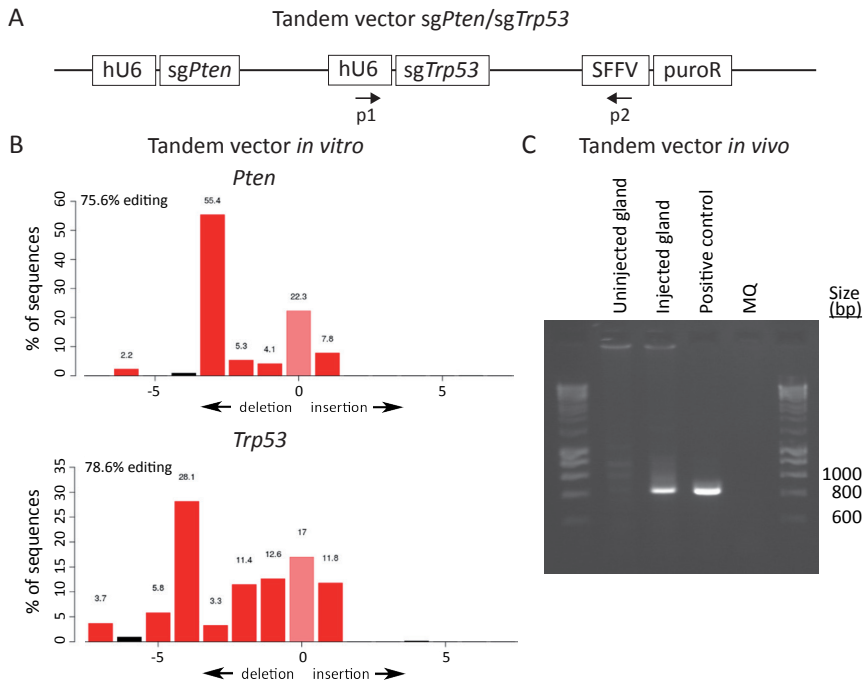 A
Tandem vector sgPten/sgTrp53
hU6 sgPten hU6 sgTrp53 SFFV puroR
p1 p2
B
Tandem vector in vitro
Pten
75.6% editing
% of sequences
60
50
40
30
20
10
0
2.2
55.4
5.3
4.1
22.3
7.8
-5 0 5
deletion insertion
Trp53
78.6% editing
% of sequences
35
30
25
20
15
10
5
0
3.7
5.8
28.1
3.3
11.4
12.6
17
11.8
-5 0 5
deletion insertion
C
Tandem vector in vivo
Uninjected gland
Injected gland
Positive control
MQ
Size
(bp)
1000
800
600